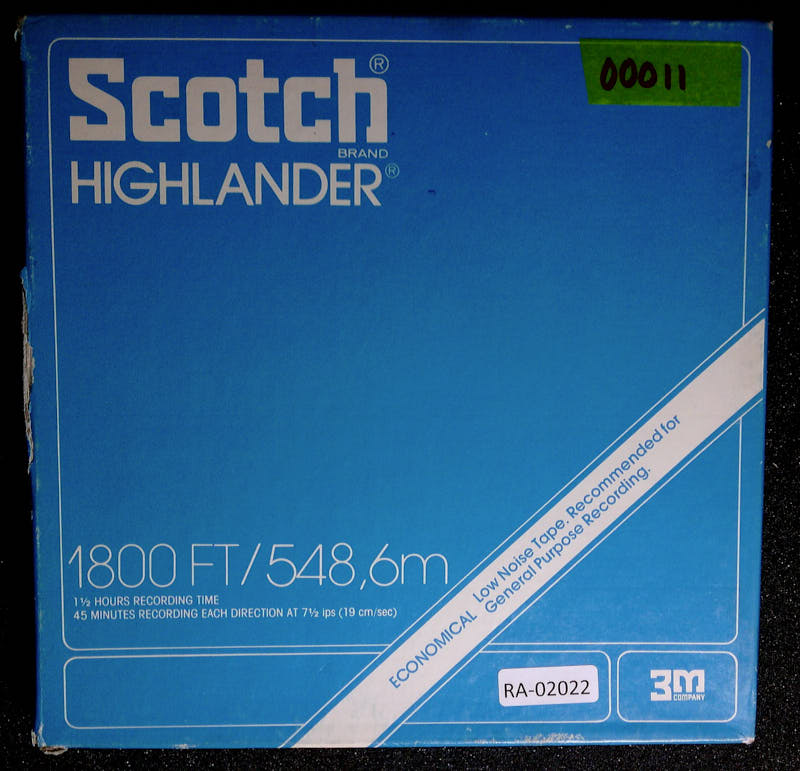 Scotch®
BRAND
HIGHLANDER®
00011
1800 FT/548,6m
1½ HOURS RECORDING TIME
45 MINUTES RECORDING EACH DIRECTION AT 7½ ips (19 cm/sec)
ECONOMICAL Low Noise Tape. Recommended for
General Purpose Recording.
RA-02022
3M
COMPANY